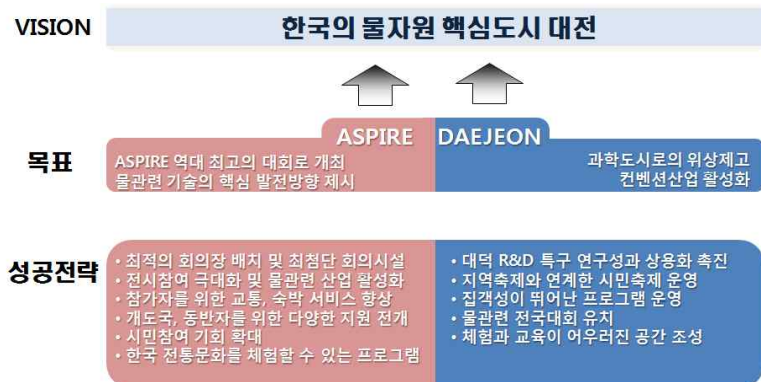 VISION
한국의 물자원 핵심도시 대전
목표
ASPIRE
ASPIRE 역대 최고의 대회로 개최
물관련 기술의 핵심 발전방향 제시
DAEJEON
과학도시로의 위상제고
컨벤션산업 활성화
성공전략
• 최적의 회의장 배치 및 최첨단 회의시설
• 전시참여 극대화 및 물관련 산업 활성화
• 참가자를 위한 교통, 숙박 서비스 향상
• 개도국, 동반자를 위한 다양한 지원 전개
• 시민참여 기회 확대
• 한국 전통문화를 체험할 수 있는 프로그램
• 대덕 R&D 특구 연구성과 상용화 촉진
• 지역축제와 연계한 시민축제 운영
• 집객성이 뛰어난 프로그램 운영
• 물관련 전국대회 유치
• 체험과 교육이 어우러진 공간 조성